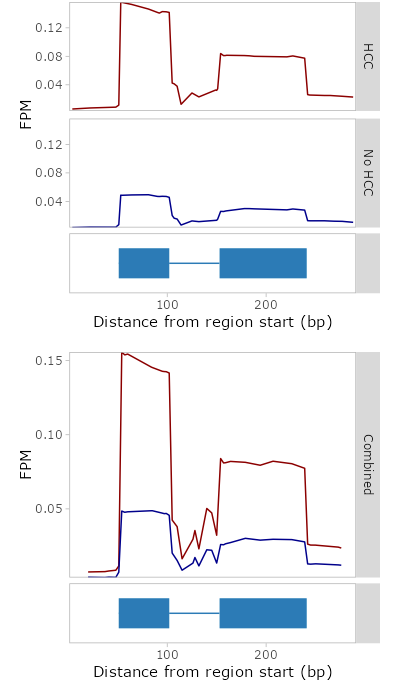 0.12
0.08
0.04
HCC
FPM
0.12
0.08
0.04
No HCC
100 200
Distance from region start (bp)
0.15
0.10
0.05
FPM
Combined
100 200
Distance from region start (bp)